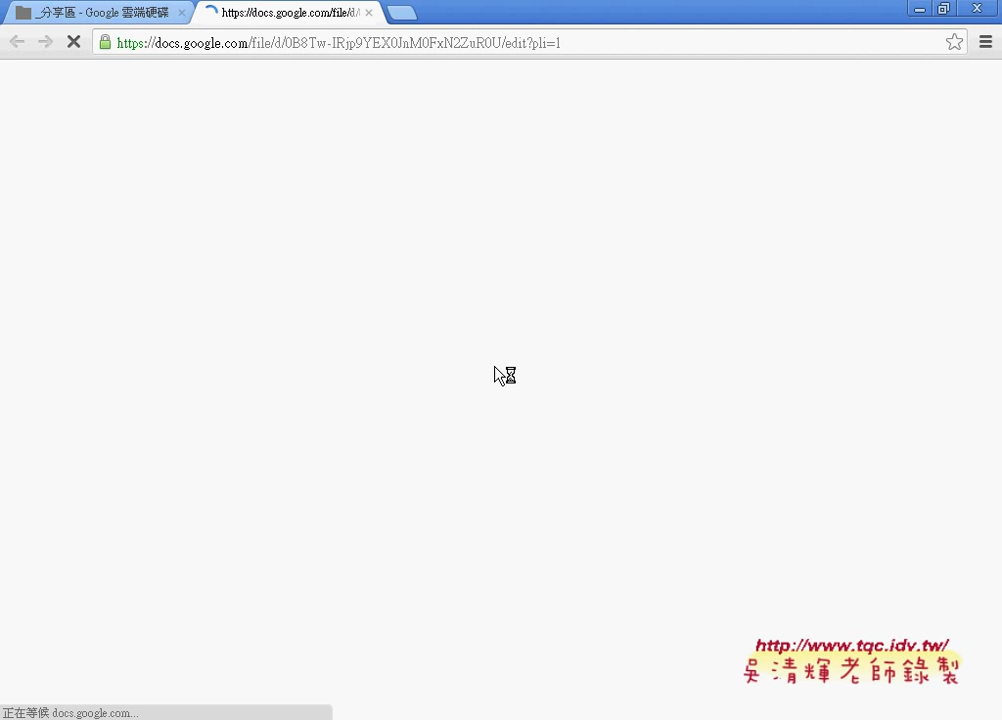 _分享區 - Google 雲端硬碟
https://docs.google.com/file/d/
https://docs.google.com/file/d/0B8Tw-IRjp9YEX0JnM0FxN2ZuR0U/edit?pli=1
http://www.tqc.idv.tw/
吳清輝老師錄製
正在等候 docs.google.com...